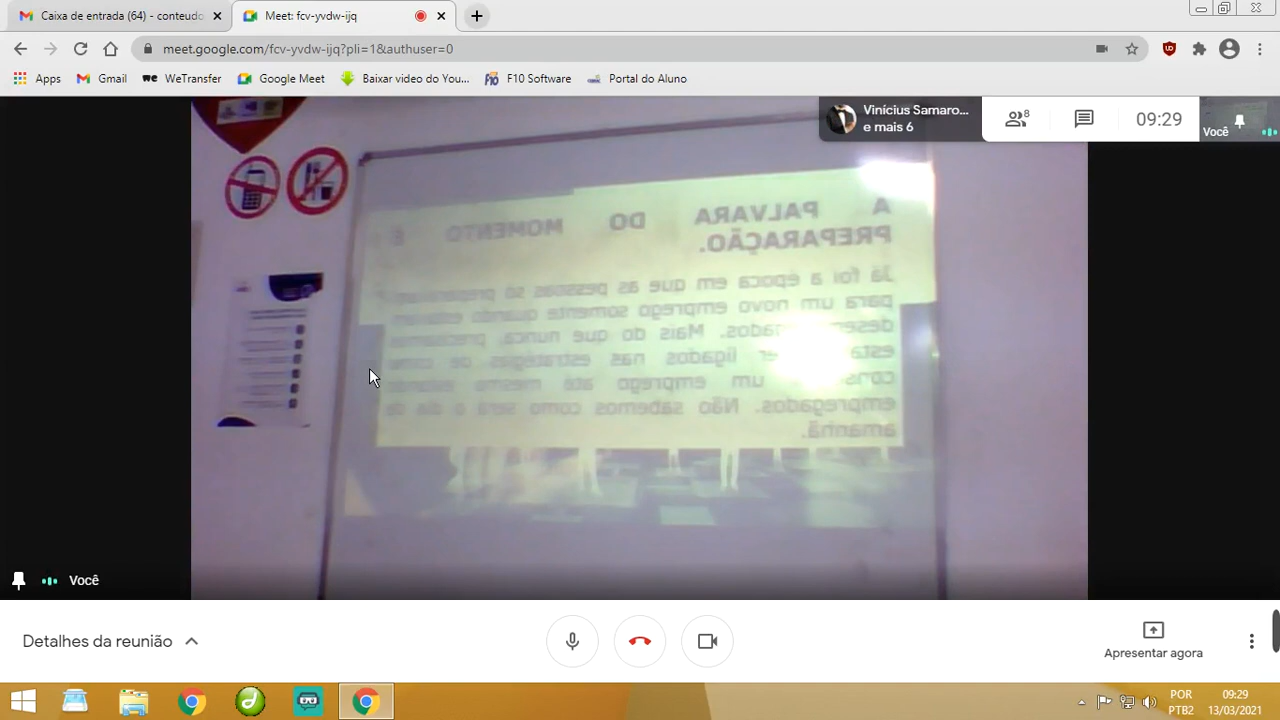 Caixa de entrada (64) - conteudo
Meet: fcv-yvdw-ijq
meet.google.com/fcv-yvdw-ijq?pli=1&authuser=0
Apps
Gmail
WeTransfer
Google Meet
Baixar video do You...
F10 Software
Portal do Aluno
Vinícius Samaro...
e mais 6
8
09:29
Você
A PALVARA DO MOMENTO É
PREPARAÇÃO.
Já foi a época em que as pessoas só preparavam
para um novo emprego somente quando estavam
desempregados. Mais do que nunca, precisamos
ligados nas estratégias de como
um emprego até mesmo estando
empregados. Não sabemos como será o dia de
amanhã.
Você
Detalhes da reunião
Apresentar agora
POR
PTB2
09:29
13/03/2021